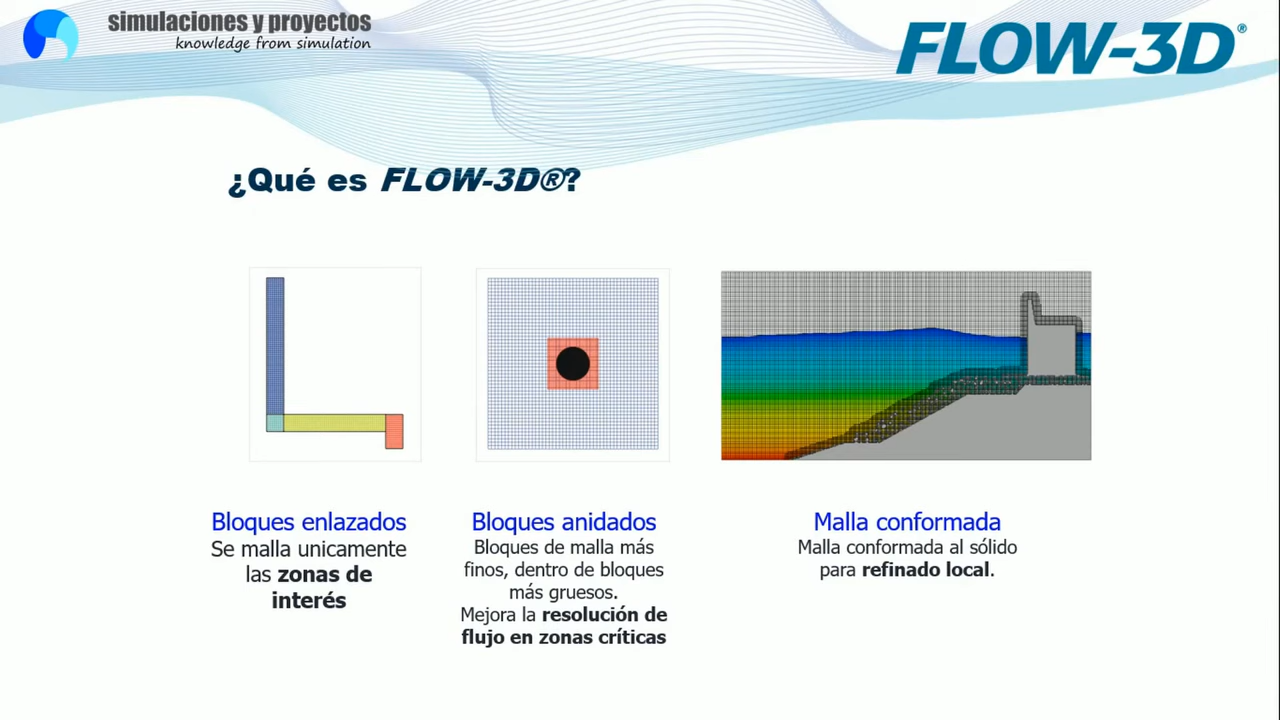 simulaciones y proyectos
knowledge from simulation
FLOW-3D®
¿Qué es FLOW-3D®?
Bloques enlazados
Se malla unicamente
las zonas de
interés
Bloques anidados
Bloques de malla más
finos, dentro de bloques
más gruesos.
Mejora la resolución de
flujo en zonas críticas
Malla conformada
Malla conformada al sólido
para refinado local.